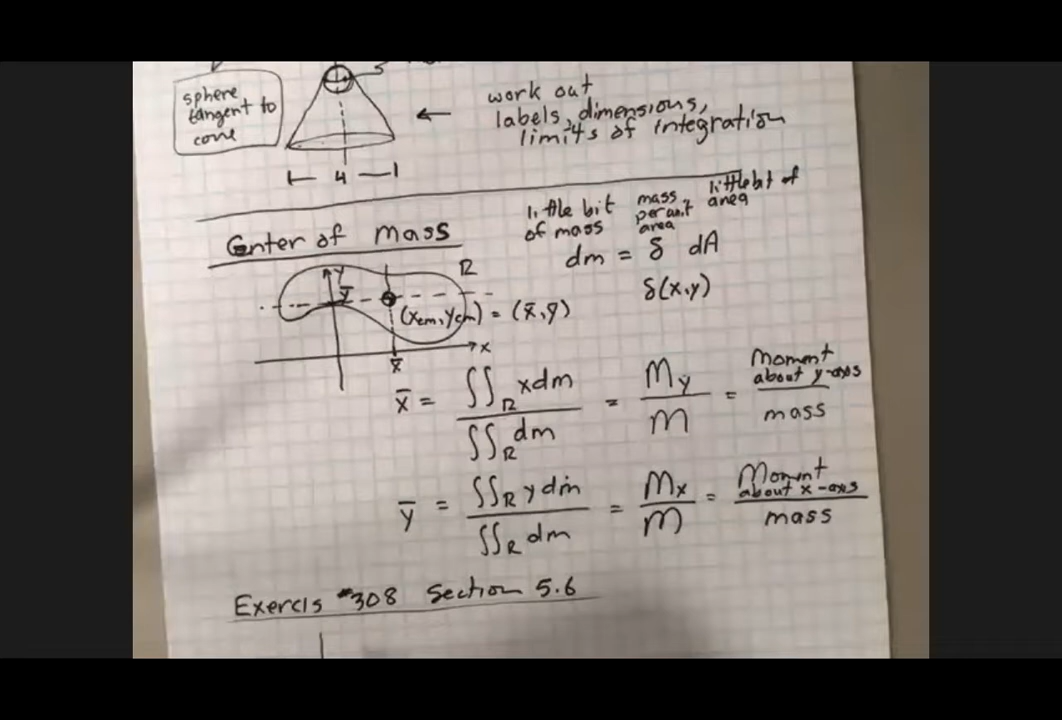 sphere
tangent to
cone
work out
labels, dimensions,
limits of integration
4
Center of Mass
little bit of mass
mass per unit area
little bit of area
dm = δ dA
δ(x,y)
y
R
ȳ
(xcm, ycm) = (x̄, ȳ)
x
x̄
x̄ = ∫∫R x dm / ∫∫R dm = My / M = Moment about y-axis / mass
ȳ = ∫∫R y dm / ∫∫R dm = Mx / M = Moment about x-axis / mass
Exercis #308 Section 5.6